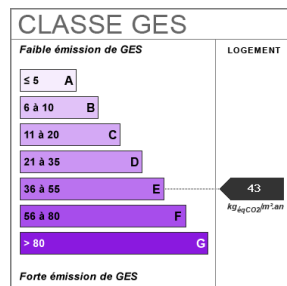 CLASSE GES
Faible émission de GES
LOGEMENT
≤ 5 A
6 à 10 B
11 à 20 C
21 à 35 D
36 à 55 E
43
kgéqCO2/m².an
56 à 80 F
> 80 G
Forte émission de GES